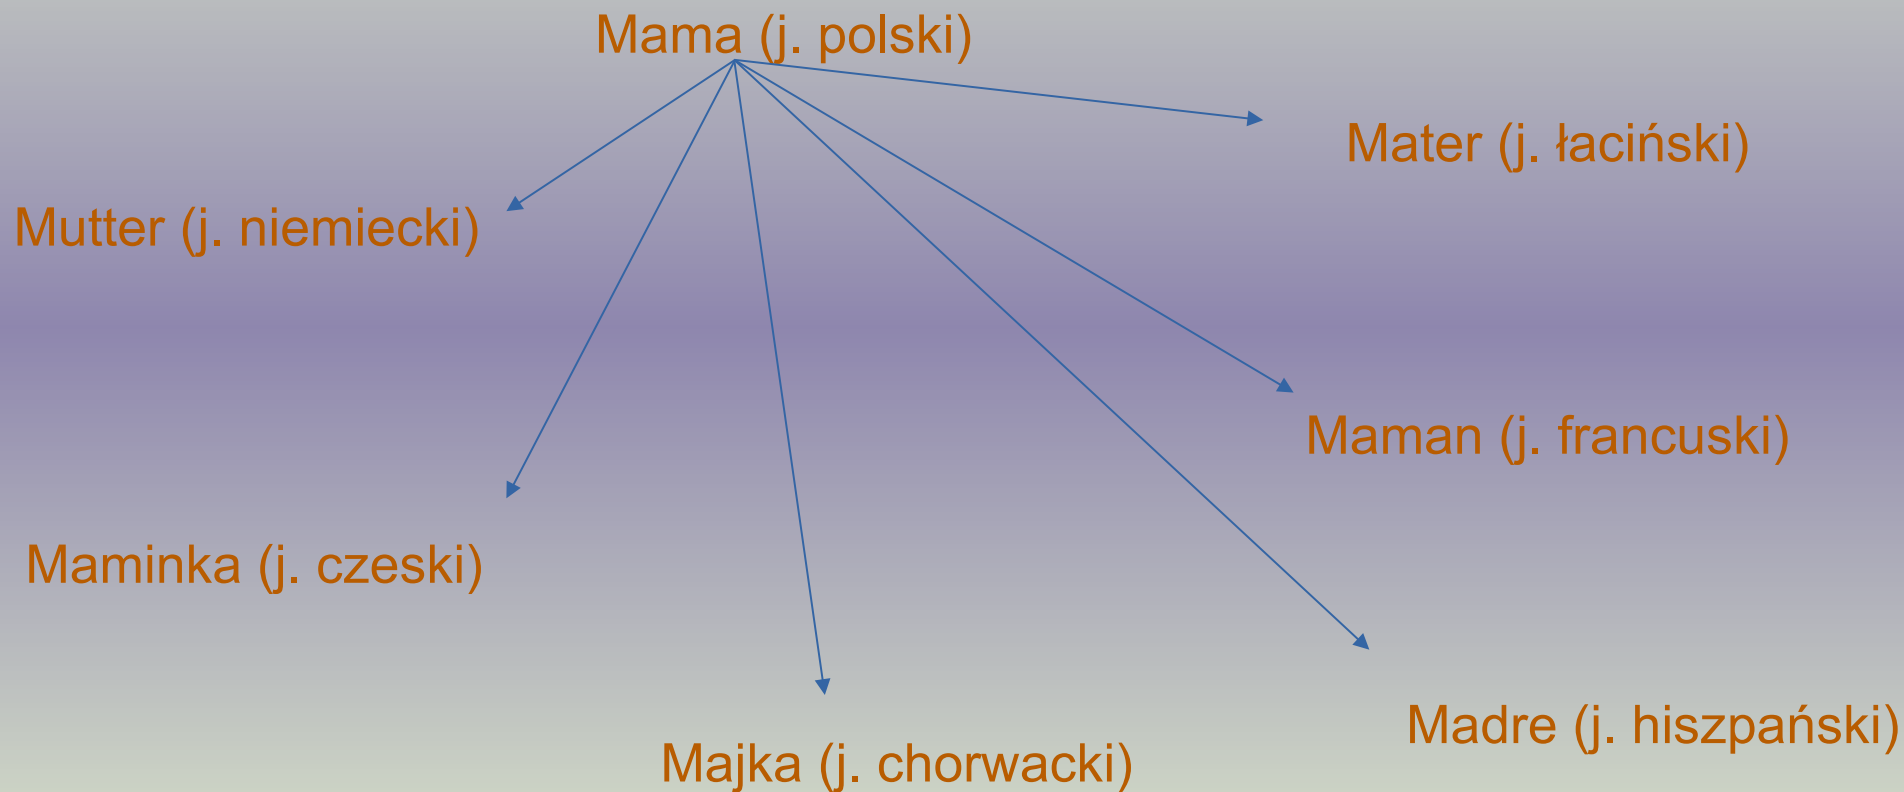 Mama (j. polski)
Mater (j. łaciński)
Mutter (j. niemiecki)
Maman (j. francuski)
Maminka (j. czeski)
Madre (j. hiszpański)
Majka (j. chorwacki)